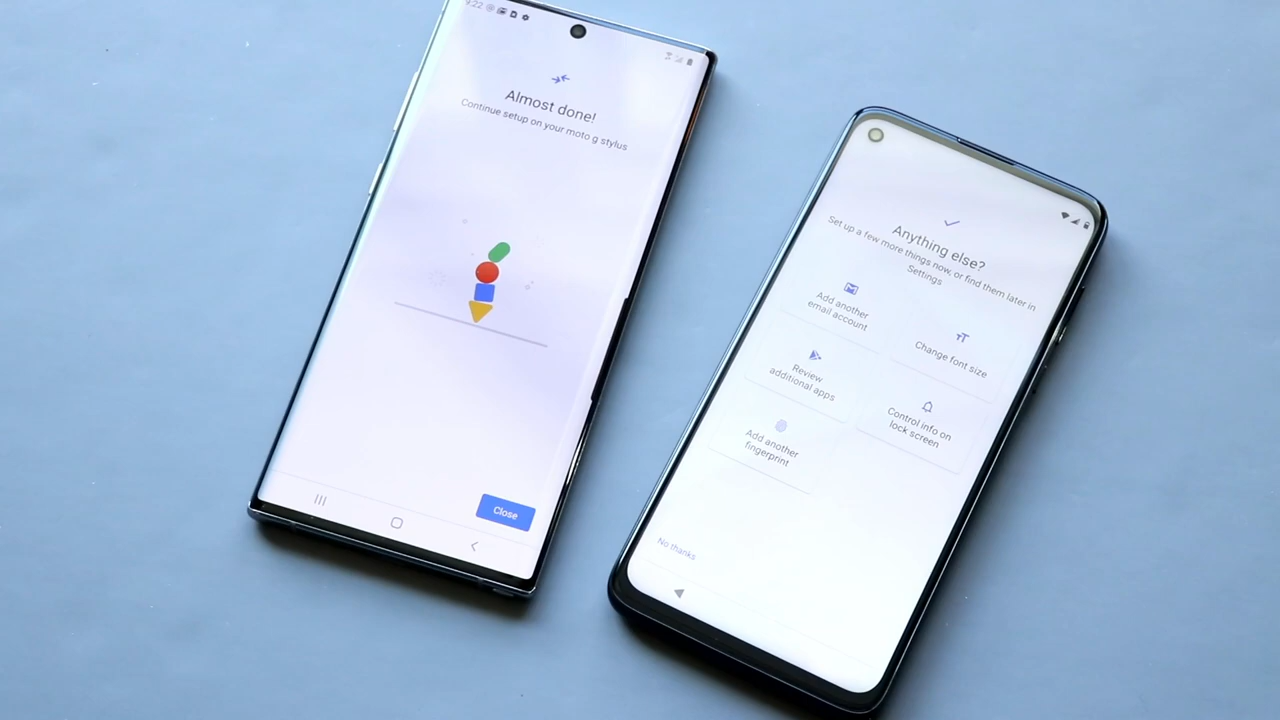 9:22
Almost done!
Continue setup on your moto g stylus
Close
Anything else?
Set up a few more things now, or find them later in
Settings
Add another
email account
Change font size
Review
additional apps
Control info on
lock screen
Add another
fingerprint
No thanks